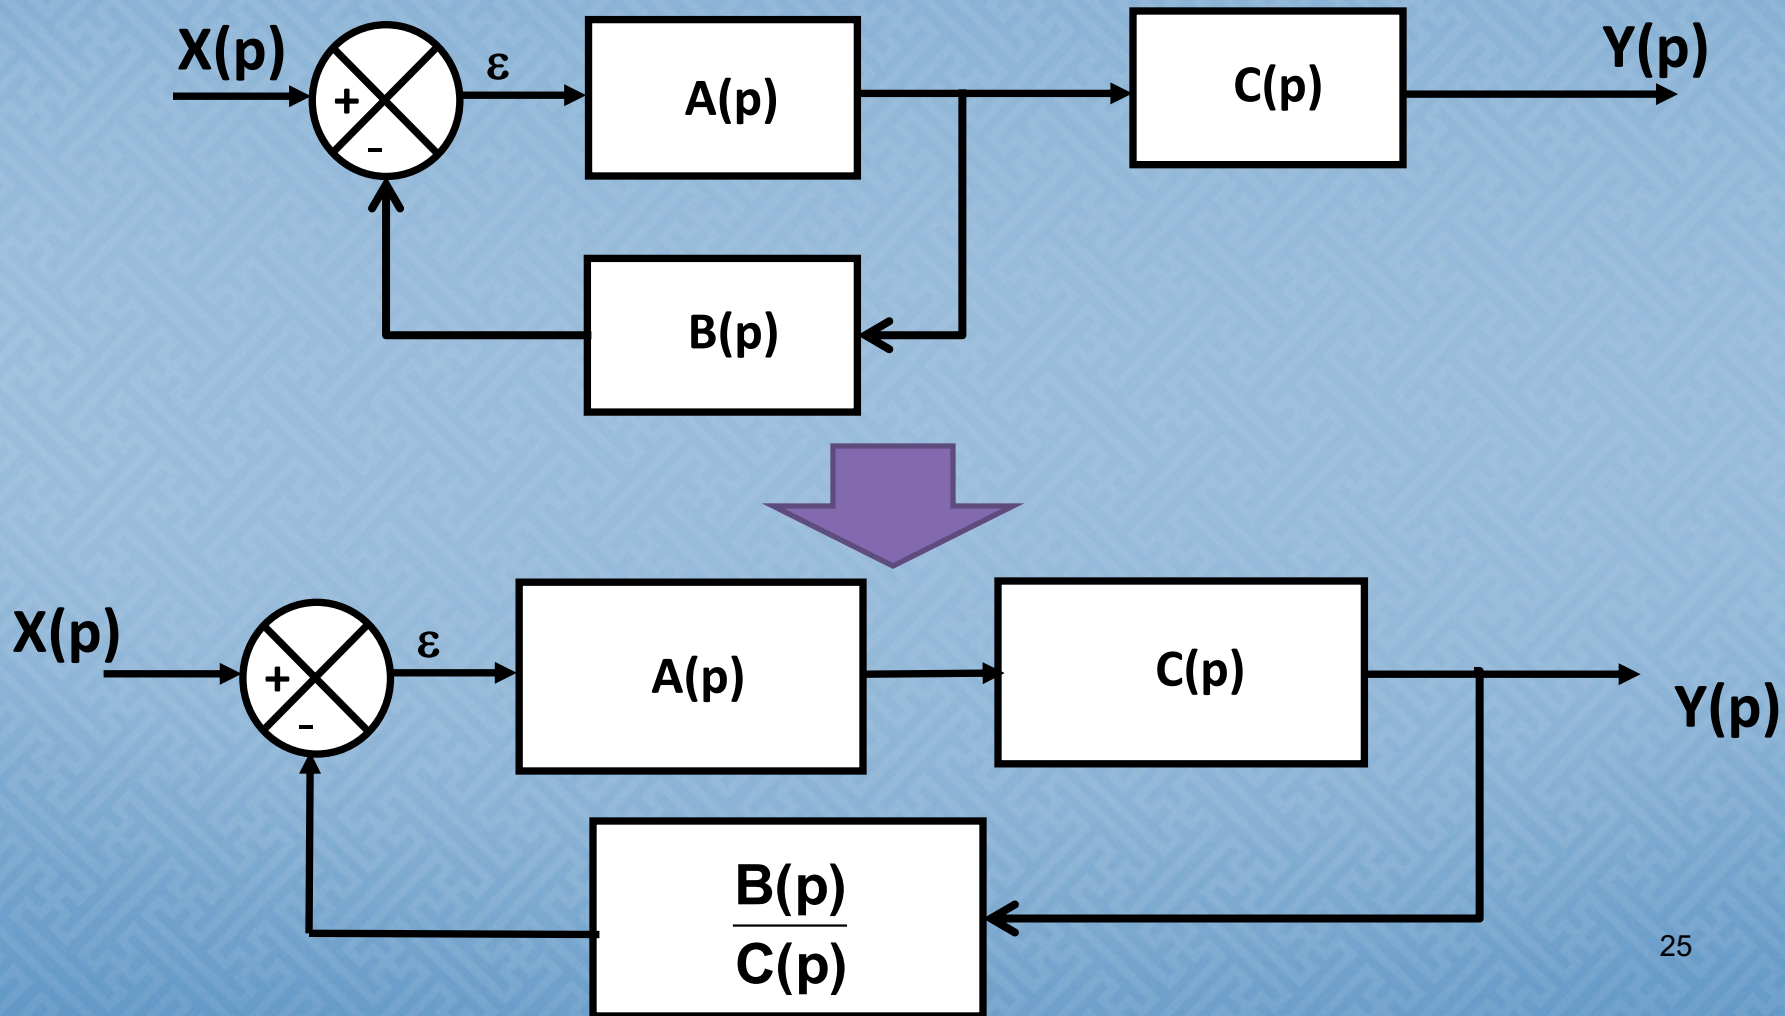 X(p)
+
-
ε
A(p)
C(p)
Y(p)
B(p)
X(p)
+
-
ε
A(p)
C(p)
Y(p)
B(p)
C(p)
25